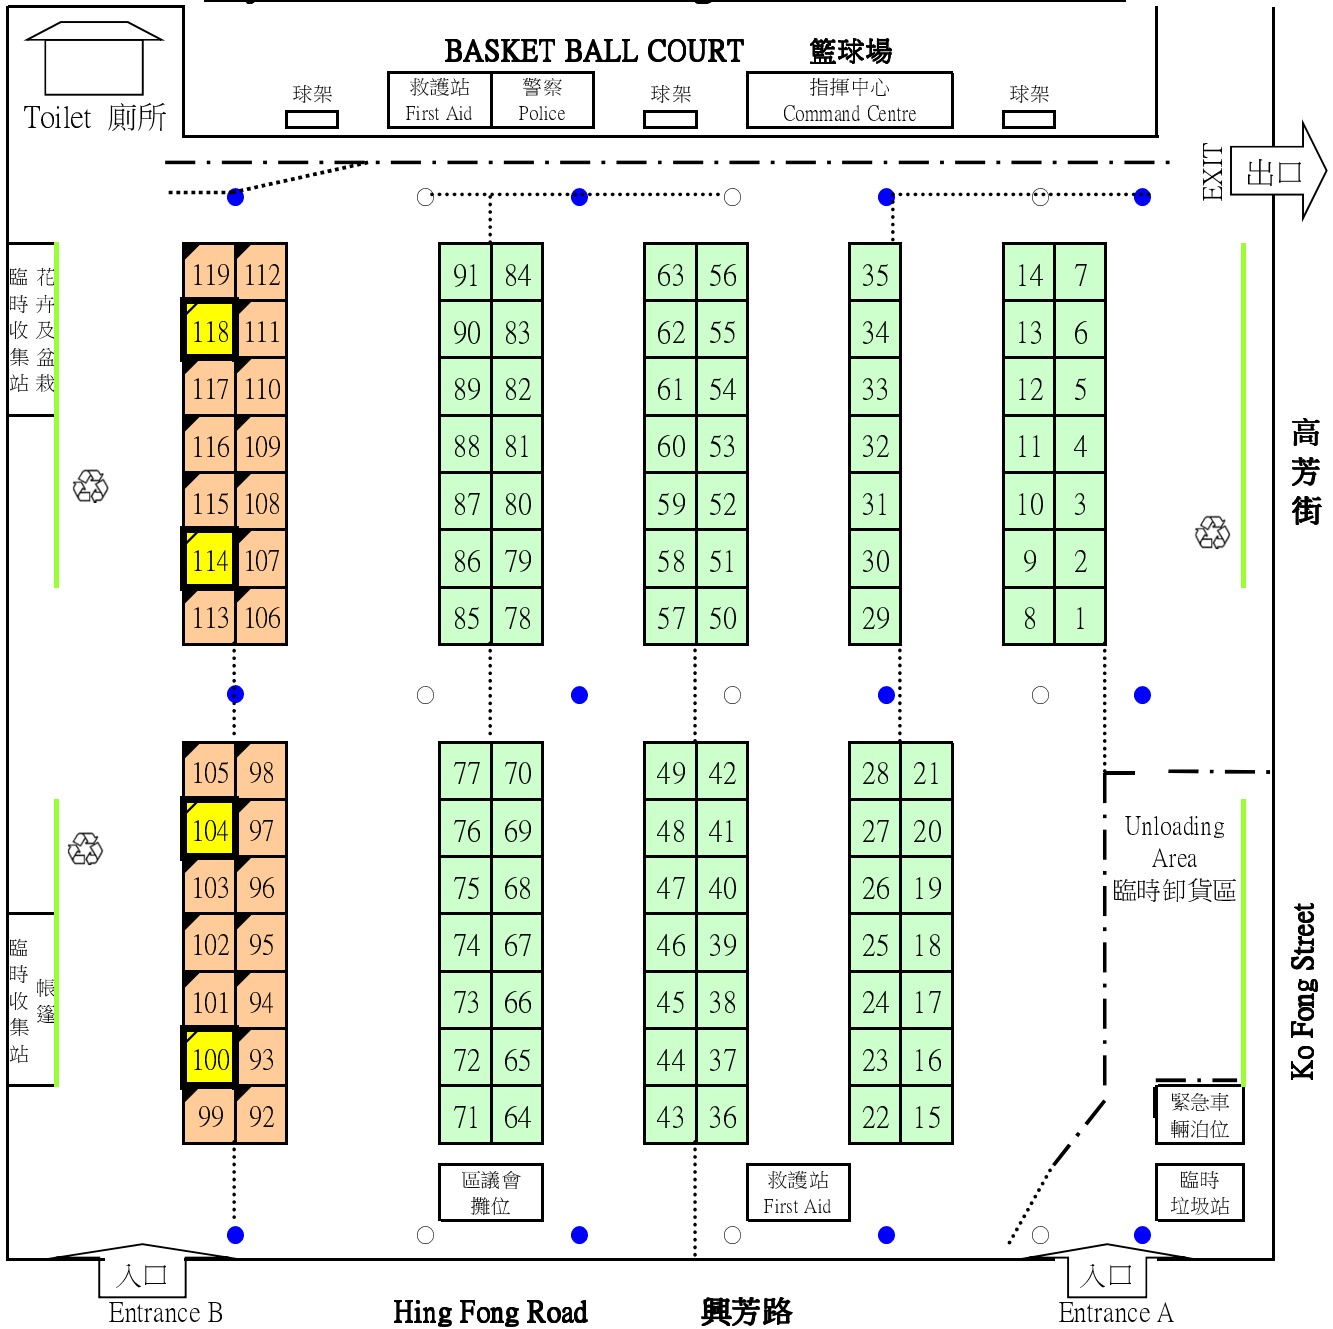 BASKET BALL COURT 籃球場
Toilet 廁所
球架
救護站
First Aid
警察
Police
球架
指揮中心
Command Centre
球架
EXIT 出口
花卉及盆栽
臨時收集站
119 112 91 84 63 56 35 14 7
118 111 90 83 62 55 34 13 6
117 110 89 82 61 54 33 12 5
116 109 88 81 60 53 32 11 4
115 108 87 80 59 52 31 10 3
114 107 86 79 58 51 30 9 2
113 106 85 78 57 50 29 8 1
高芳街
Ko Fong Street
105 98 77 70 49 42 28 21
104 97 76 69 48 41 27 20
103 96 75 68 47 40 26 19
102 95 74 67 46 39 25 18
101 94 73 66 45 38 24 17
100 93 72 65 44 37 23 16
99 92 71 64 43 36 22 15
Unloading
Area
臨時卸貨區
帳篷
臨時收集站
緊急車
輛泊位
區議會
攤位
救護站
First Aid
臨時
垃圾站
入口
Entrance B
Hing Fong Road 興芳路
入口
Entrance A